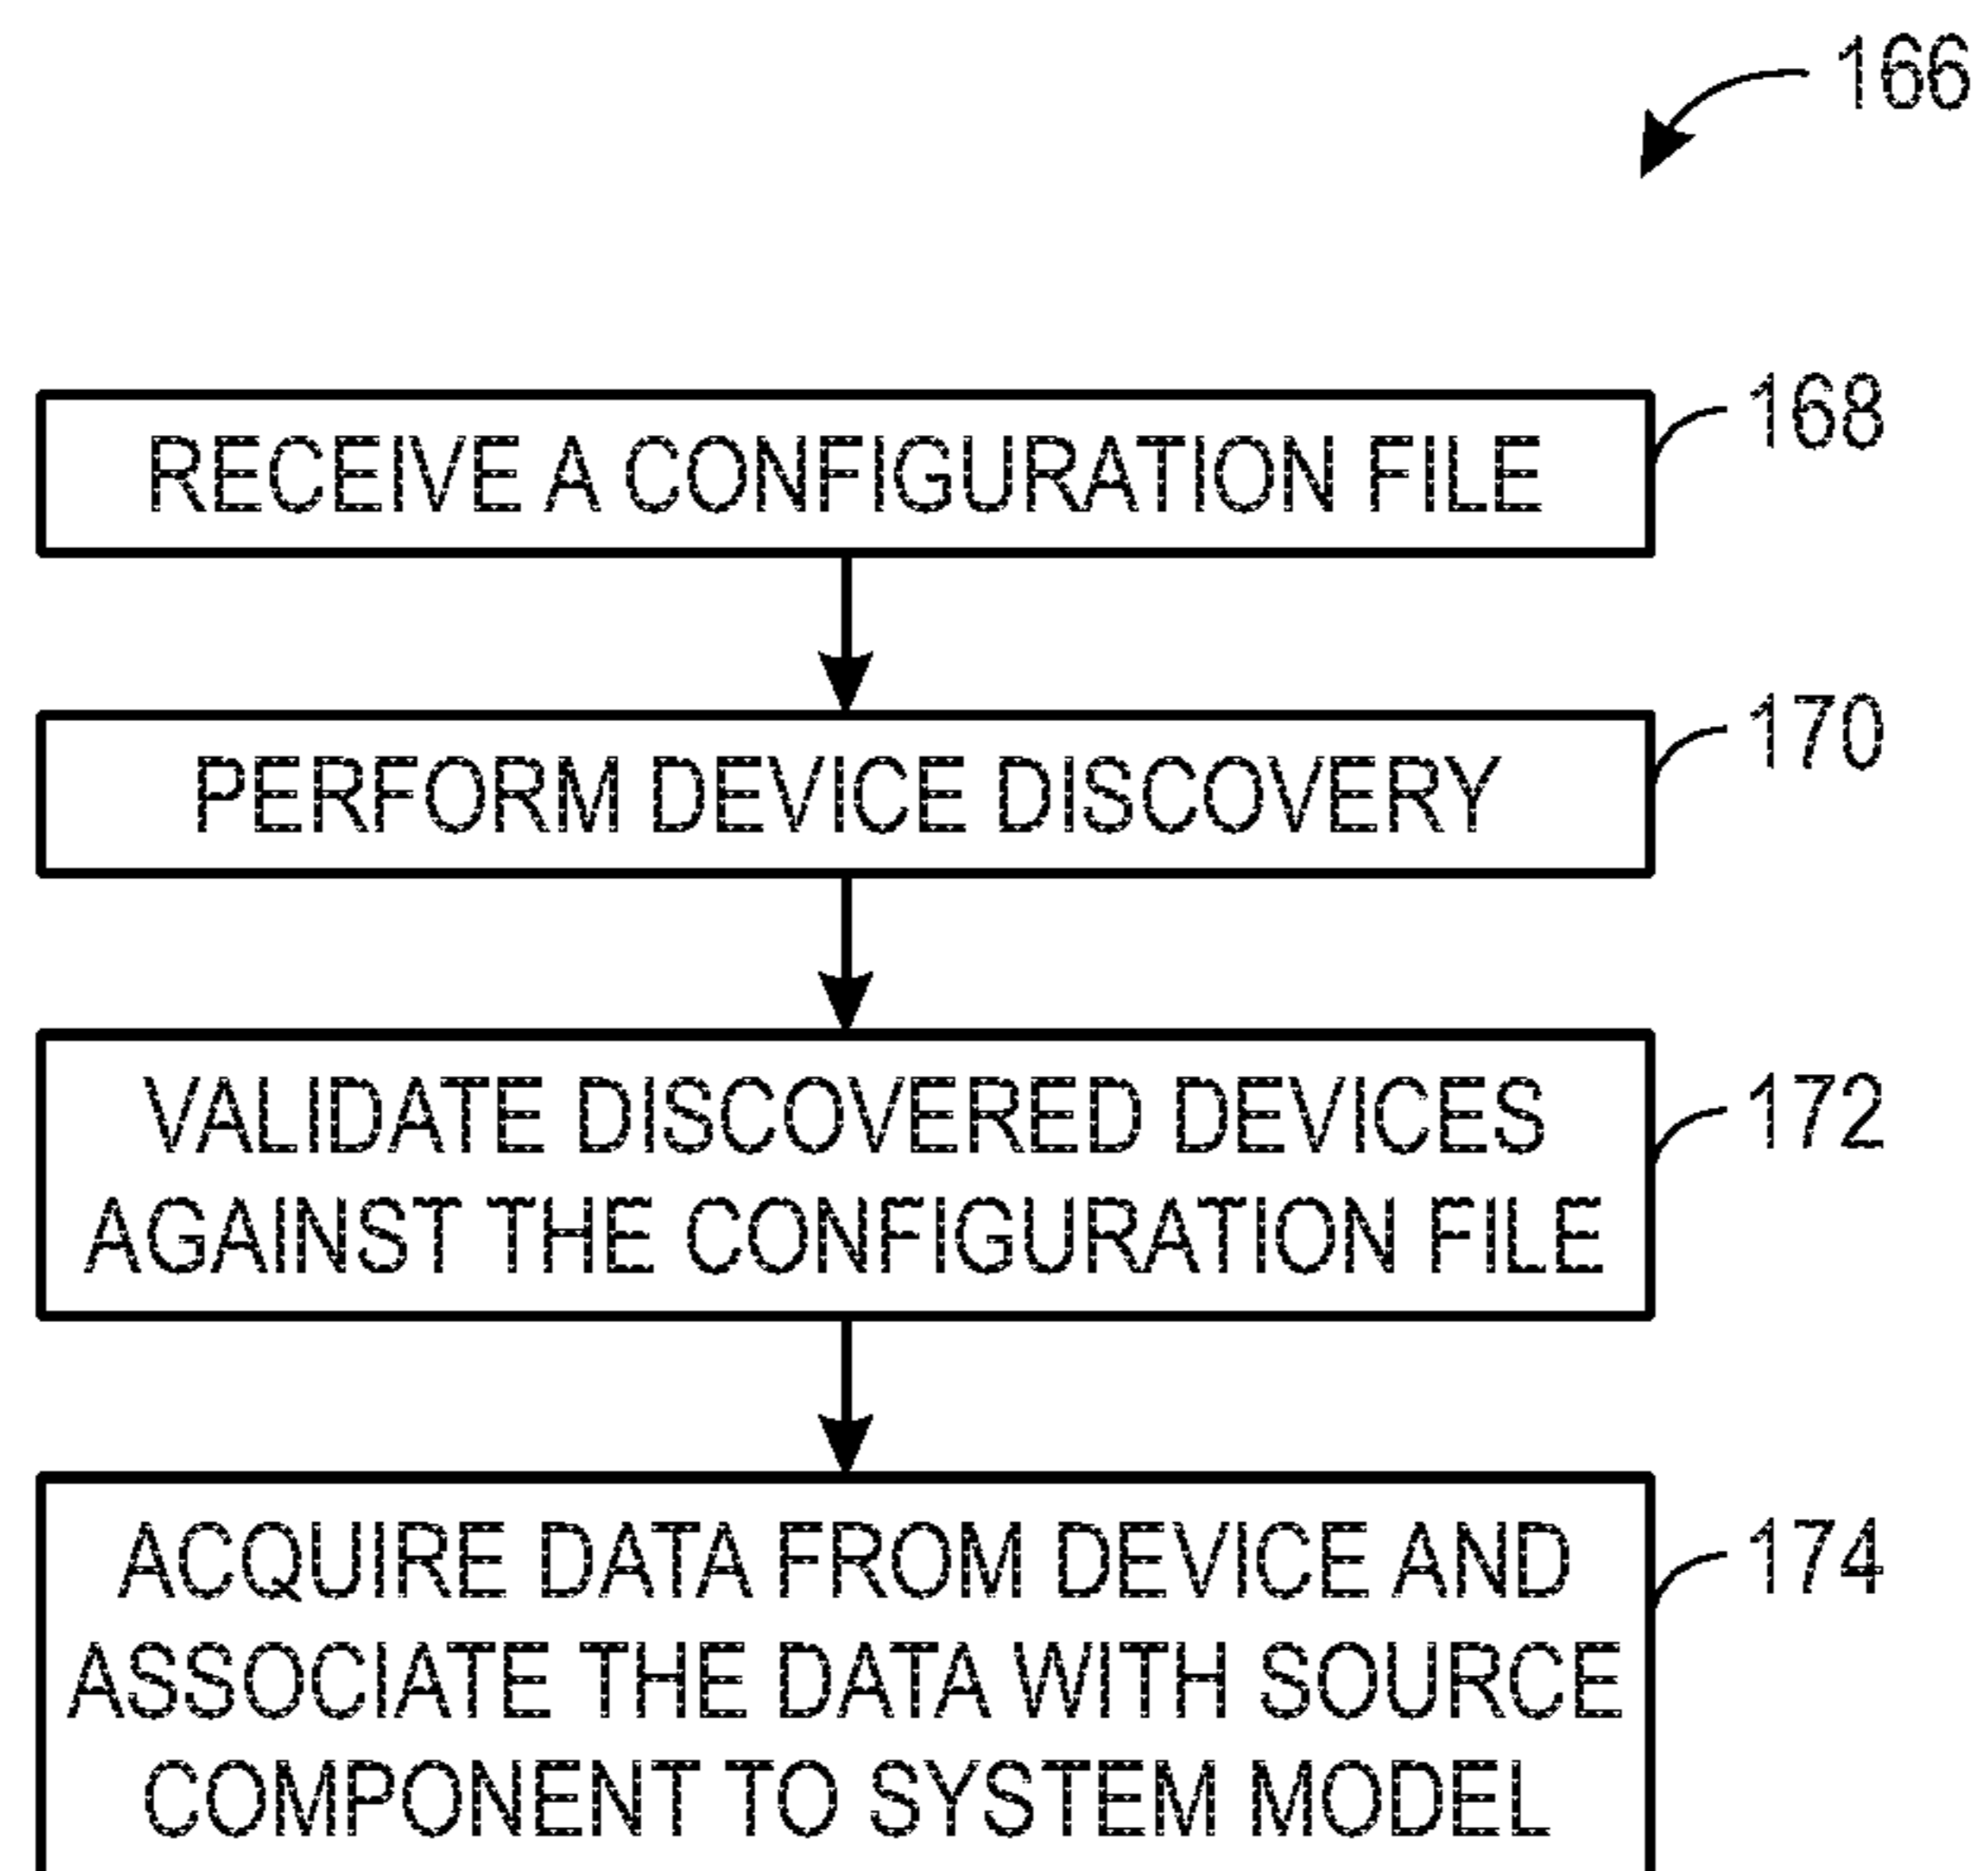 166
RECEIVE A CONFIGURATION FILE
168
PERFORM DEVICE DISCOVERY
170
VALIDATE DISCOVERED DEVICES
AGAINST THE CONFIGURATION FILE
172
ACQUIRE DATA FROM DEVICE AND
ASSOCIATE THE DATA WITH SOURCE
COMPONENT TO SYSTEM MODEL
174